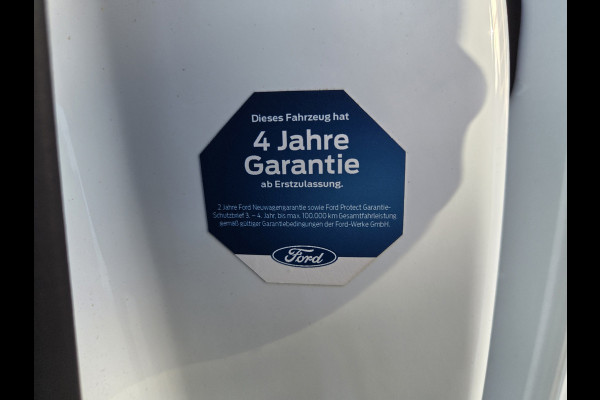 Dieses Fahrzeug hat
4 Jahre
Garantie
ab Erstzulassung.
2 Jahre Ford Neuwagengarantie sowie Ford Protect Garantie-
Schutzbrief 3. – 4. Jahr, bis max. 100.000 km Gesamtfahrleistung
gemäß gültiger Garantiebedingungen der Ford-Werke GmbH.
Ford